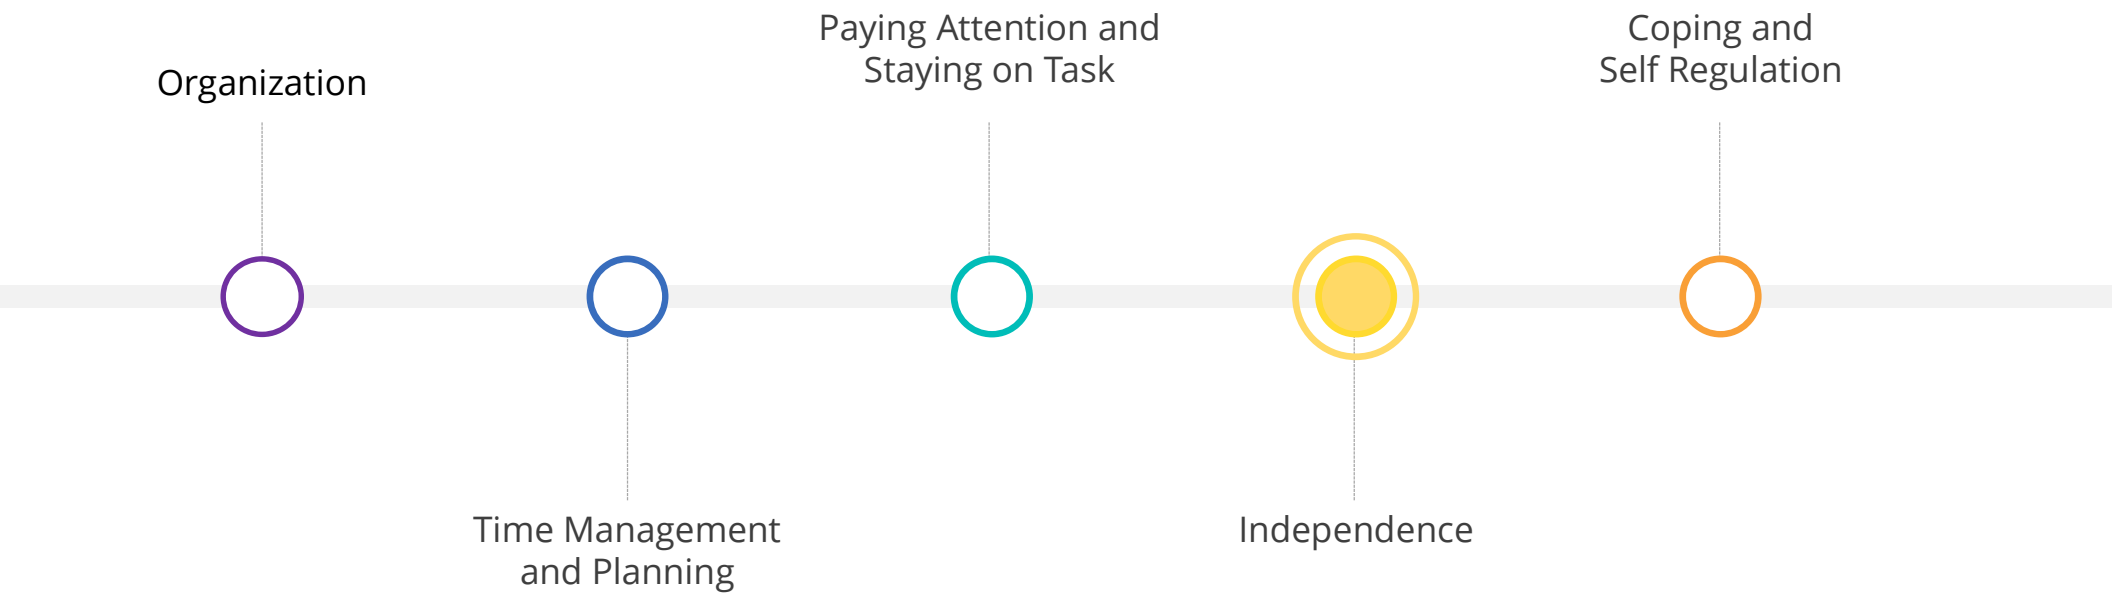 Organization
Time Management
and Planning
Paying Attention and
Staying on Task
Independence
Coping and
Self Regulation